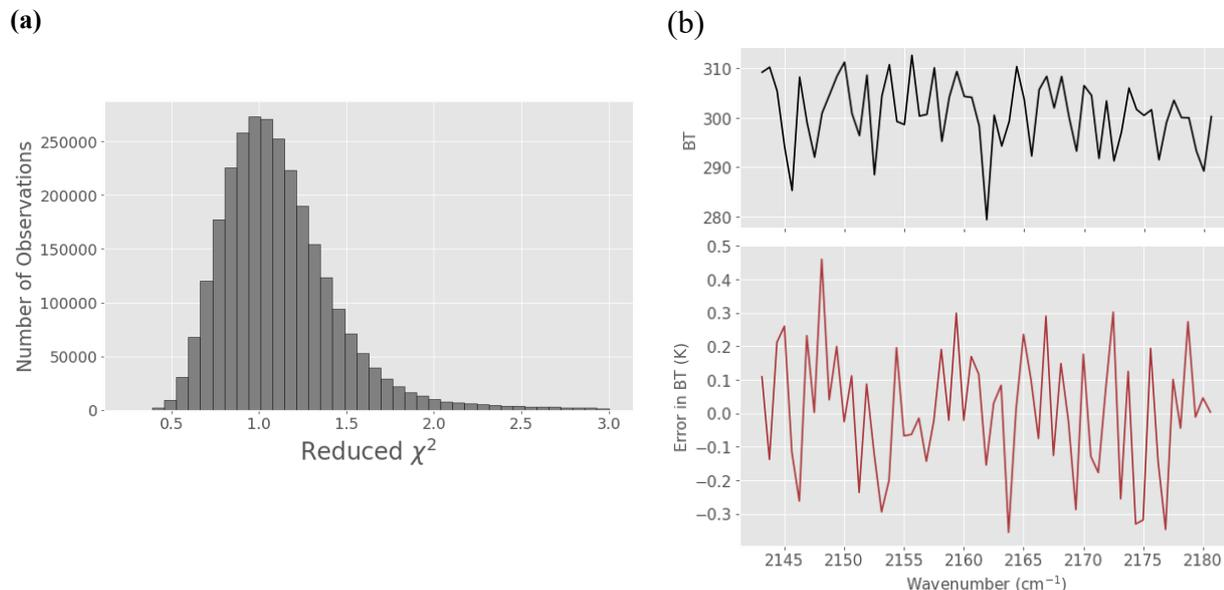 (a)
250000
200000
150000
100000
50000
0
Number of Observations
0.5 1.0 1.5 2.0 2.5 3.0
Reduced χ²
(b)
310
300
290
280
BT
0.5
0.4
0.3
0.2
0.1
0.0
−0.1
−0.2
−0.3
Error in BT (K)
2145 2150 2155 2160 2165 2170 2175 2180
Wavenumber (cm⁻¹)